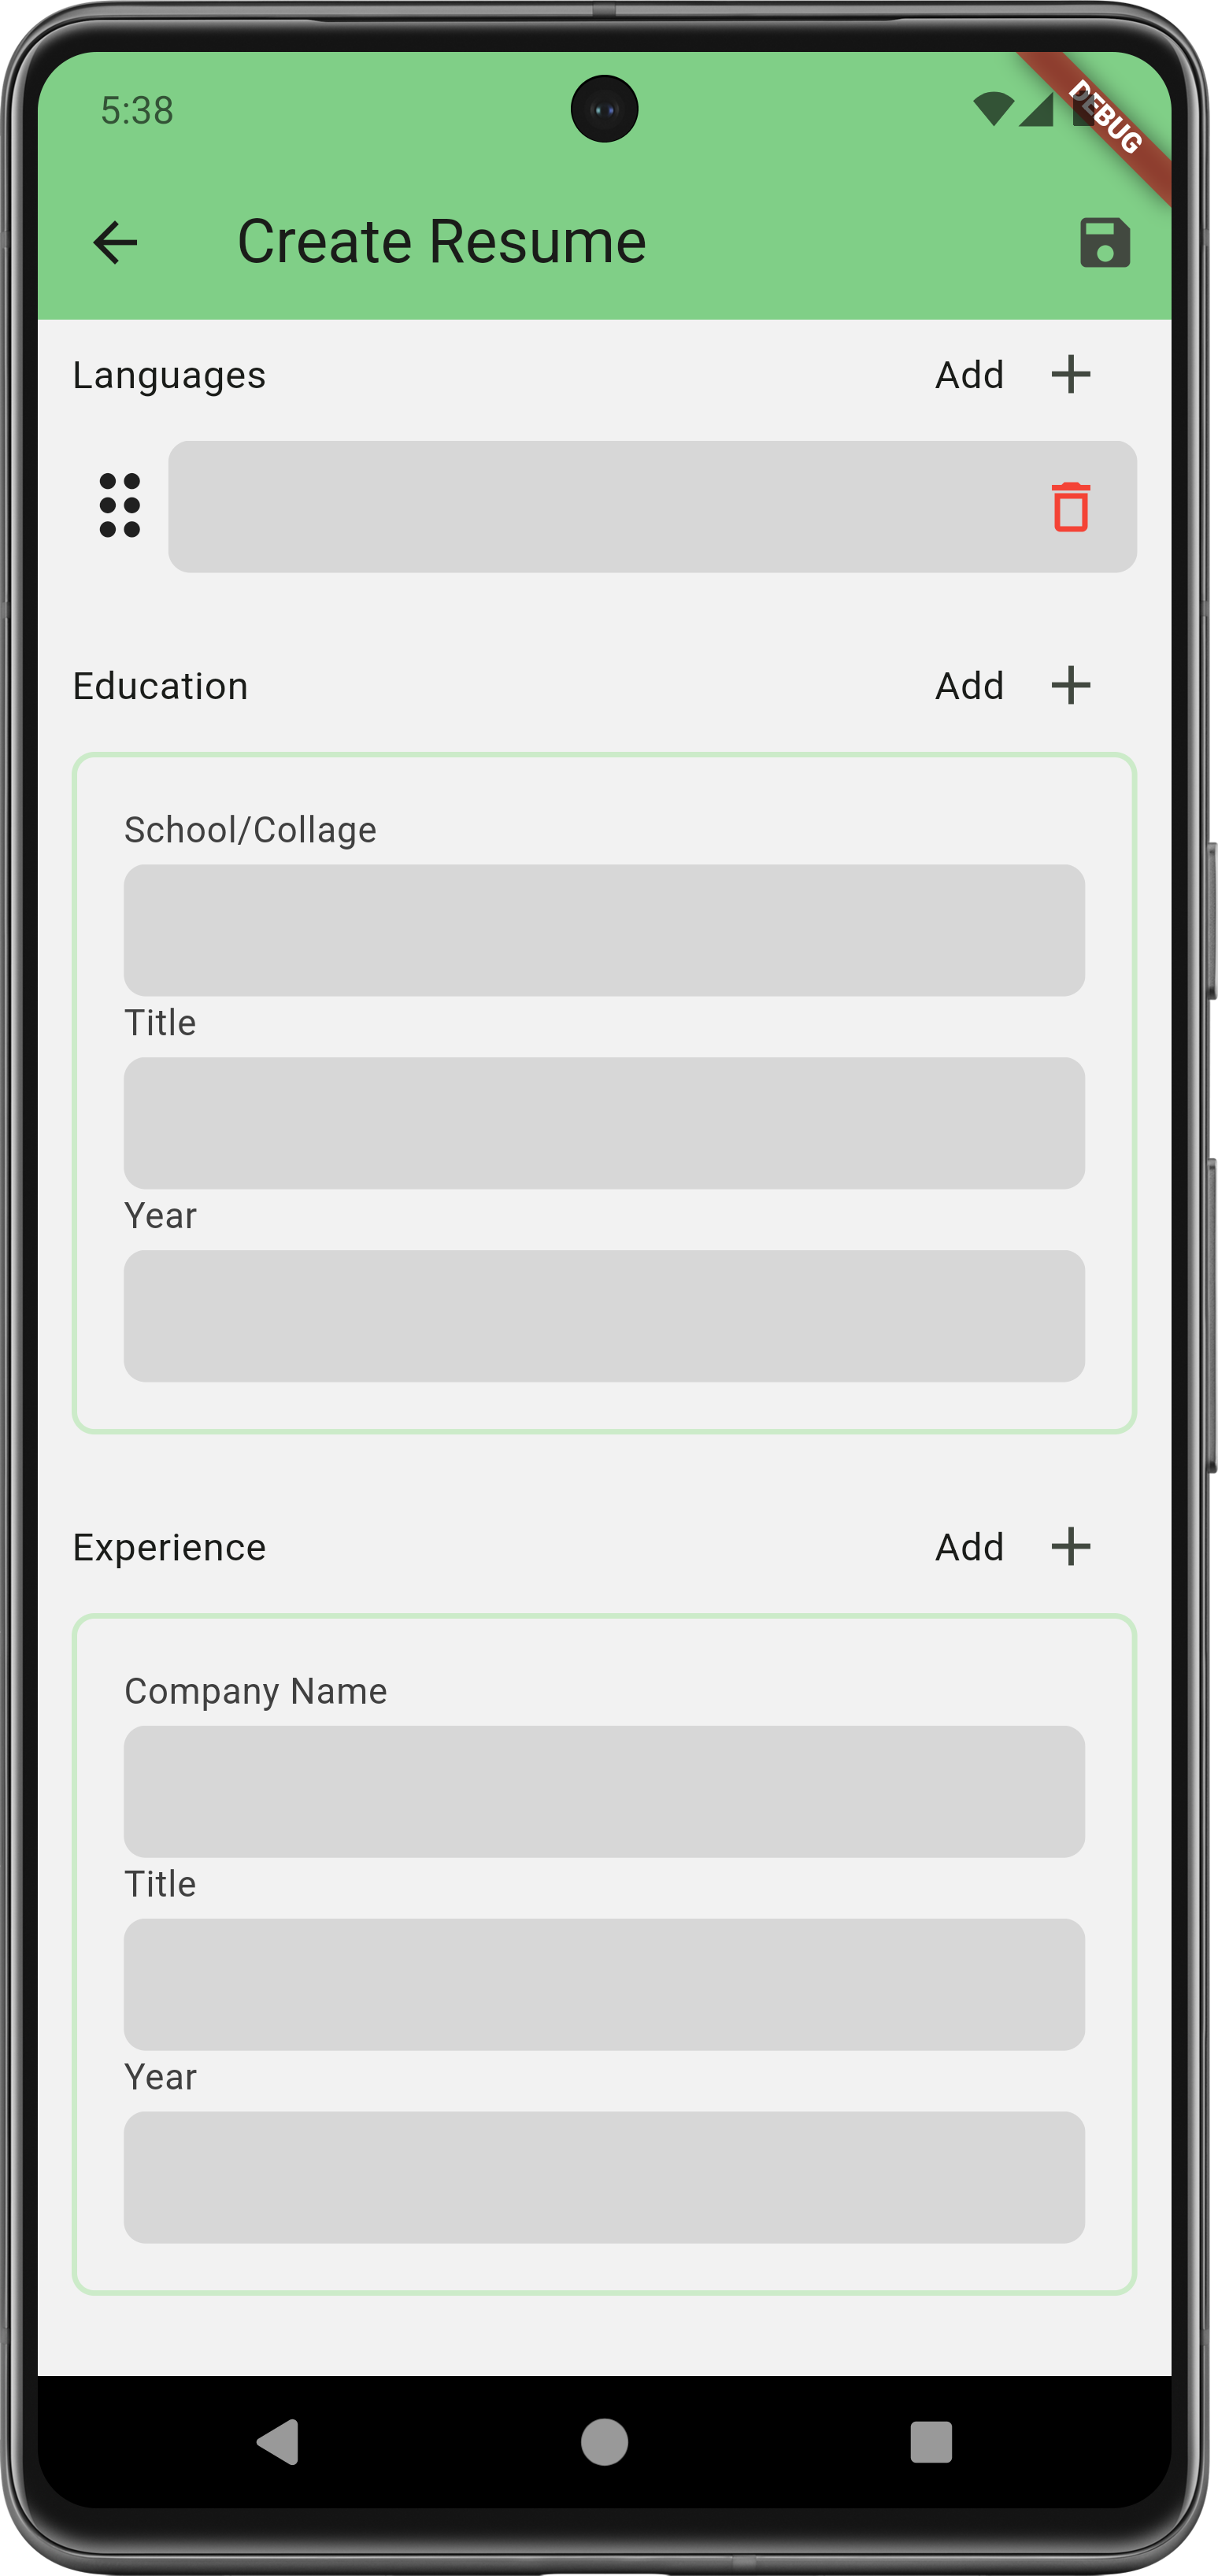 5:38
DEBUG
Create Resume
Languages Add
Education Add
School/Collage
Title
Year
Experience Add
Company Name
Title
Year